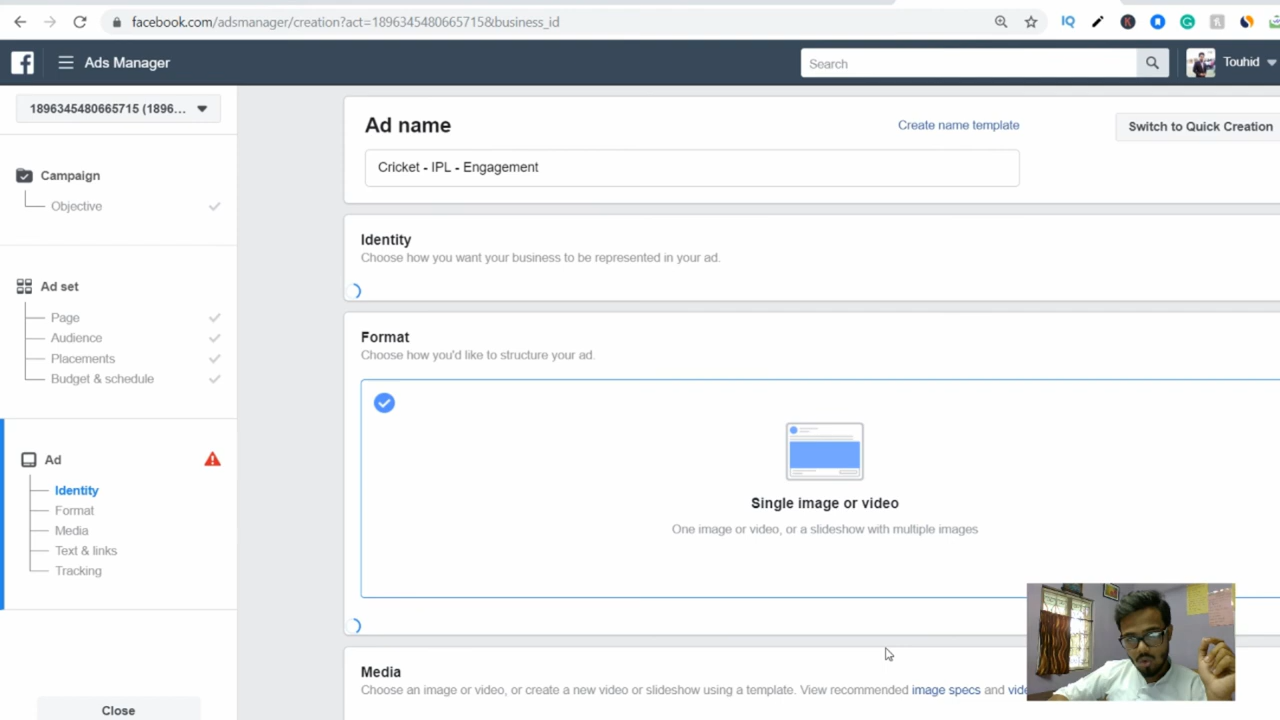 facebook.com/adsmanager/creation?act=1896345480665715&business_id
Ads Manager
Search
Touhid
1896345480665715 (1896...
Campaign
Objective
Ad set
Page
Audience
Placements
Budget & schedule
Ad
Identity
Format
Media
Text & links
Tracking
Close
Ad name
Create name template
Switch to Quick Creation
Cricket - IPL - Engagement
Identity
Choose how you want your business to be represented in your ad.
Format
Choose how you'd like to structure your ad.
Single image or video
One image or video, or a slideshow with multiple images
Media
Choose an image or video, or create a new video or slideshow using a template. View recommended image specs and